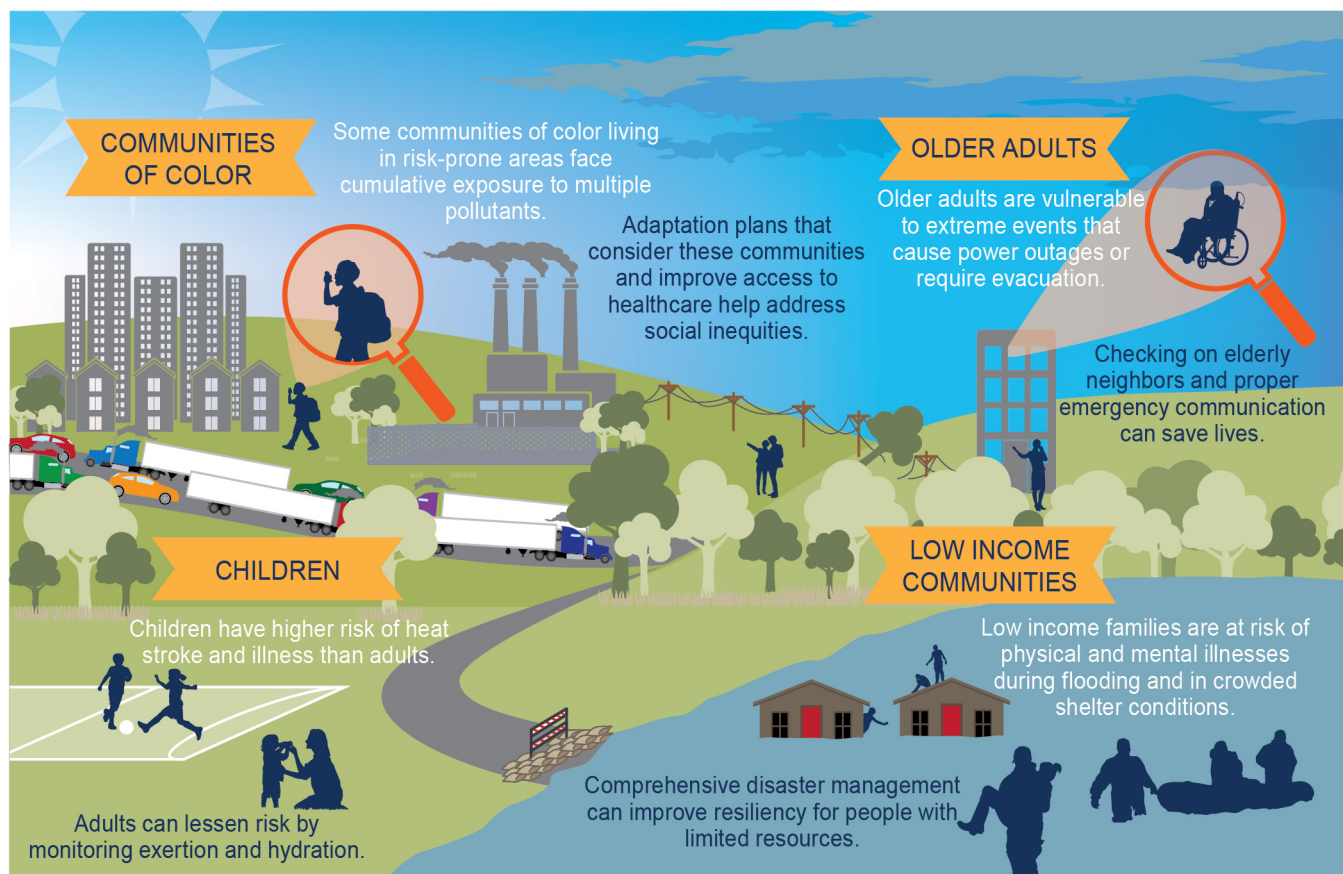 COMMUNITIES
OF COLOR
Some communities of color living
in risk-prone areas face
cumulative exposure to multiple
pollutants.
Adaptation plans that
consider these communities
and improve access to
healthcare help address
social inequities.
OLDER ADULTS
Older adults are vulnerable
to extreme events that
cause power outages or
require evacuation.
Checking on elderly
neighbors and proper
emergency communication
can save lives.
CHILDREN
Children have higher risk of heat
stroke and illness than adults.
Adults can lessen risk by
monitoring exertion and hydration.
LOW INCOME
COMMUNITIES
Low income families are at risk of
physical and mental illnesses
during flooding and in crowded
shelter conditions.
Comprehensive disaster management
can improve resiliency for people with
limited resources.